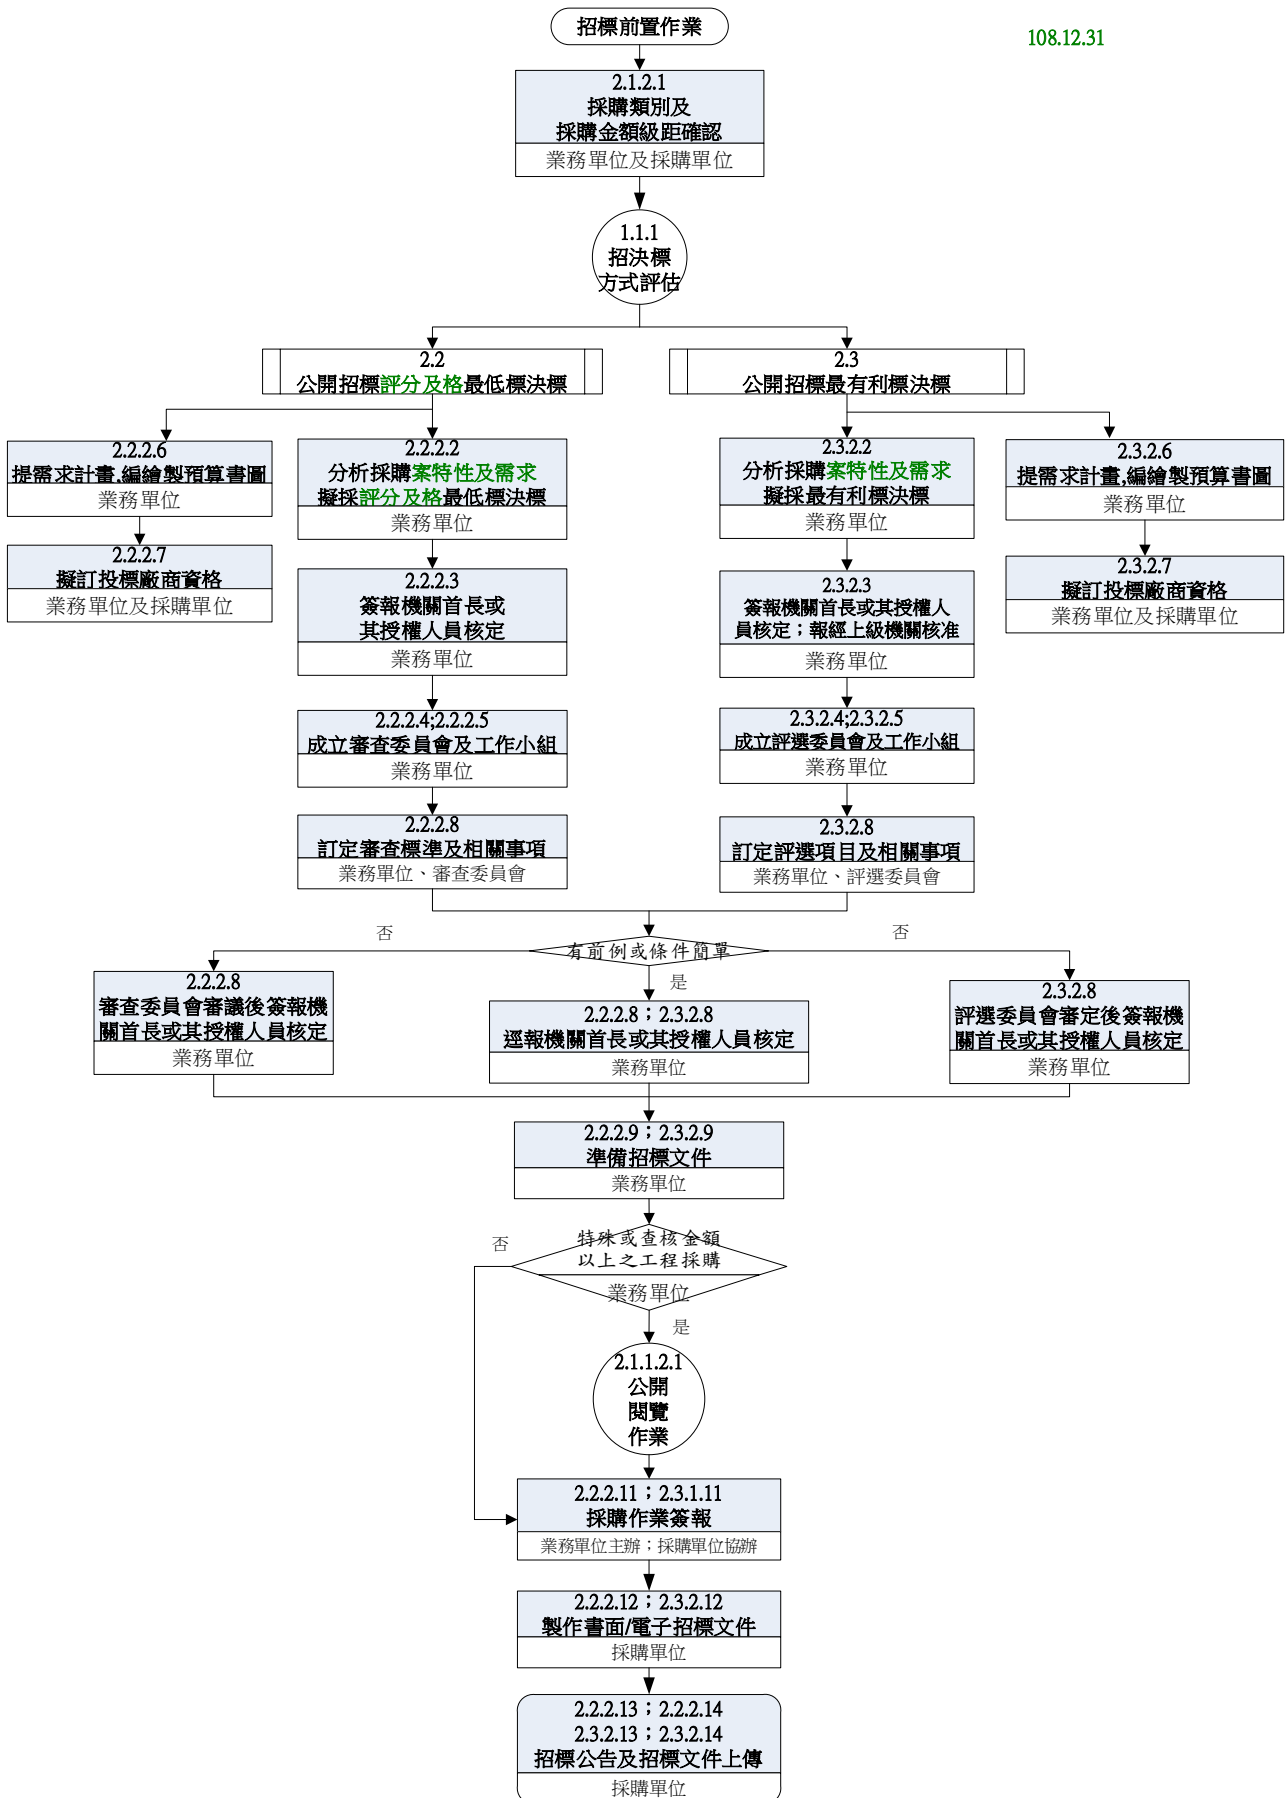 招標前置作業
108.12.31
2.1.2.1
採購類別及
採購金額級距確認
業務單位及採購單位
1.1.1
招決標
方式評估
2.2
公開招標評分及格最低標決標
2.3
公開招標最有利標決標
2.2.2.6
提需求計畫,編繪製預算書圖
業務單位
2.2.2.7
擬訂投標廠商資格
業務單位及採購單位
2.2.2.2
分析採購案特性及需求
擬採評分及格最低標決標
業務單位
2.2.2.3
簽報機關首長或
其授權人員核定
業務單位
2.2.2.4;2.2.2.5
成立審查委員會及工作小組
業務單位
2.2.2.8
訂定審查標準及相關事項
業務單位、審查委員會
2.3.2.2
分析採購案特性及需求
擬採最有利標決標
業務單位
2.3.2.3
簽報機關首長或其授權人
員核定；報經上級機關核准
業務單位
2.3.2.4;2.3.2.5
成立評選委員會及工作小組
業務單位
2.3.2.8
訂定評選項目及相關事項
業務單位、評選委員會
2.3.2.6
提需求計畫,編繪製預算書圖
業務單位
2.3.2.7
擬訂投標廠商資格
業務單位及採購單位
有前例或條件簡單
否
否
是
2.2.2.8
審查委員會審議後簽報機
關首長或其授權人員核定
業務單位
2.2.2.8；2.3.2.8
逕報機關首長或其授權人員核定
業務單位
2.3.2.8
評選委員會審定後簽報機
關首長或其授權人員核定
業務單位
2.2.2.9；2.3.2.9
準備招標文件
業務單位
特殊或查核金額
以上之工程採購
業務單位
否
是
2.1.1.2.1
公開
閱覽
作業
2.2.2.11；2.3.1.11
採購作業簽報
業務單位主辦；採購單位協辦
2.2.2.12；2.3.2.12
製作書面/電子招標文件
採購單位
2.2.2.13；2.2.2.14
2.3.2.13；2.3.2.14
招標公告及招標文件上傳
採購單位